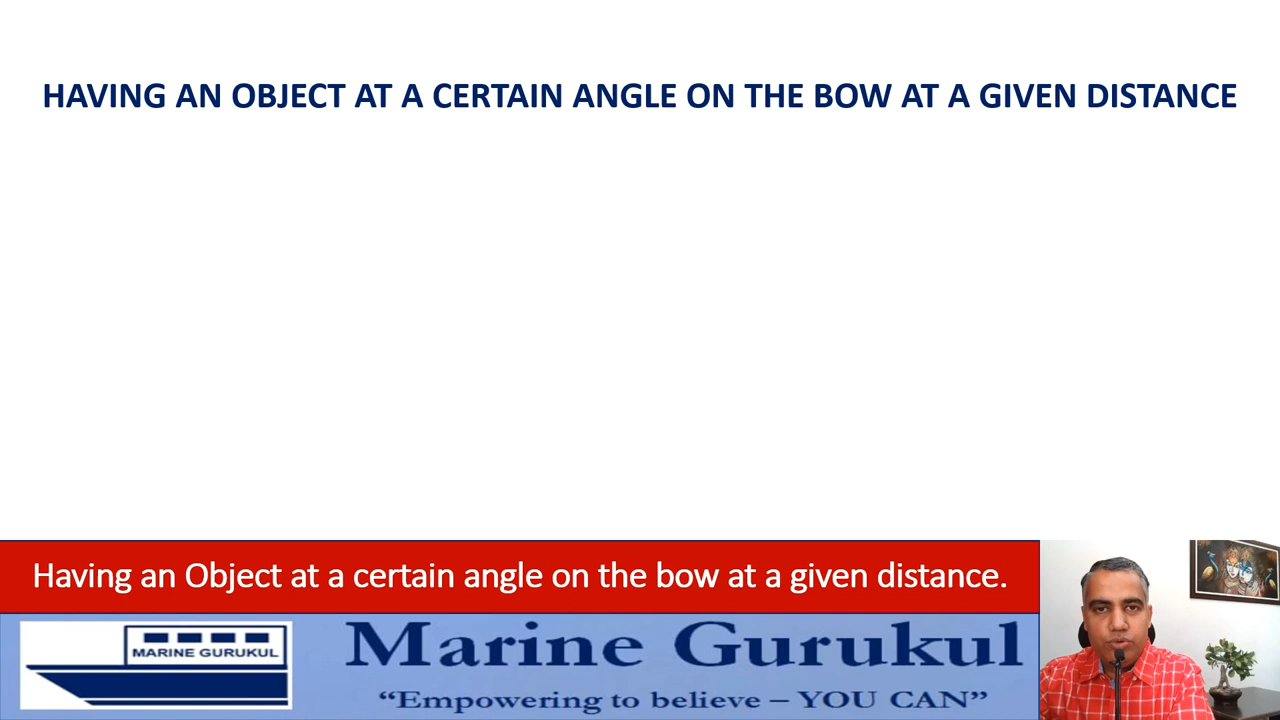 HAVING AN OBJECT AT A CERTAIN ANGLE ON THE BOW AT A GIVEN DISTANCE
Having an Object at a certain angle on the bow at a given distance.
MARINE GURUKUL
Marine Gurukul
“Empowering to believe – YOU CAN”